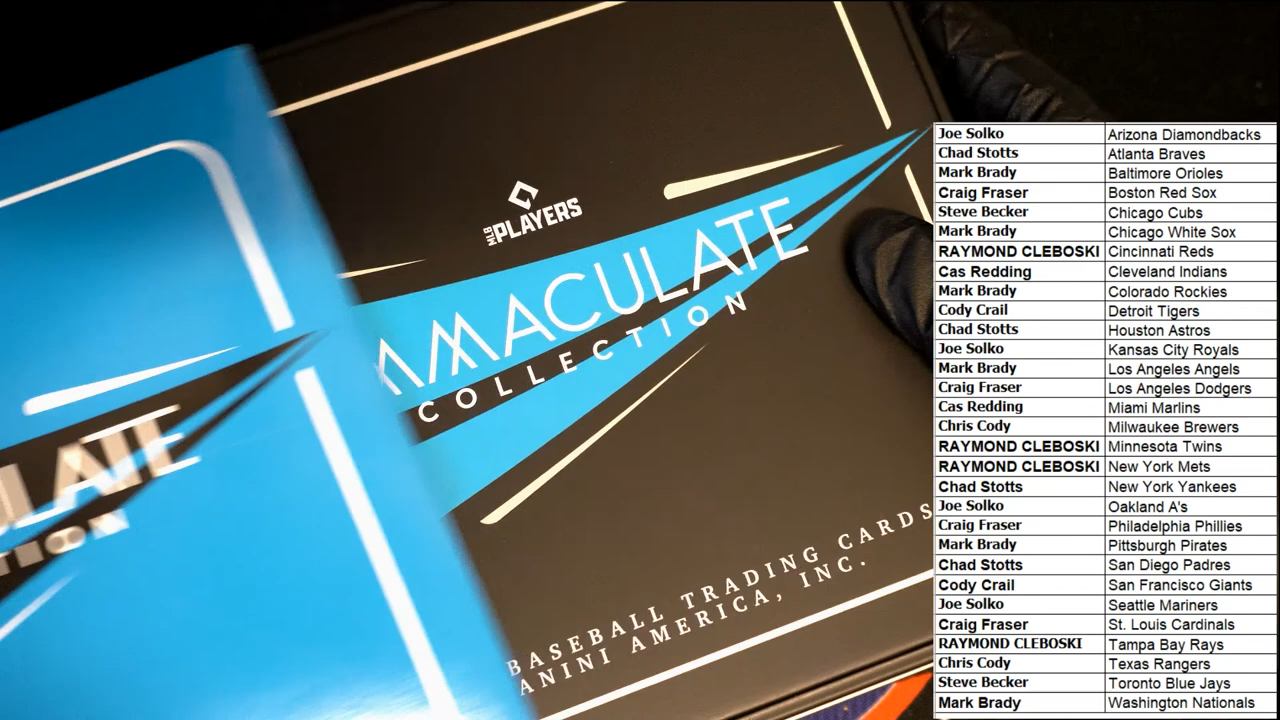 MLB PLAYERS
MACULATE
COLLECTION
BASEBALL TRADING CARDS
ANINI AMERICA, INC.
Joe Solko Arizona Diamondbacks
Chad Stotts Atlanta Braves
Mark Brady Baltimore Orioles
Craig Fraser Boston Red Sox
Steve Becker Chicago Cubs
Mark Brady Chicago White Sox
RAYMOND CLEBOSKI Cincinnati Reds
Cas Redding Cleveland Indians
Mark Brady Colorado Rockies
Cody Crail Detroit Tigers
Chad Stotts Houston Astros
Joe Solko Kansas City Royals
Mark Brady Los Angeles Angels
Craig Fraser Los Angeles Dodgers
Cas Redding Miami Marlins
Chris Cody Milwaukee Brewers
RAYMOND CLEBOSKI Minnesota Twins
RAYMOND CLEBOSKI New York Mets
Chad Stotts New York Yankees
Joe Solko Oakland A's
Craig Fraser Philadelphia Phillies
Mark Brady Pittsburgh Pirates
Chad Stotts San Diego Padres
Cody Crail San Francisco Giants
Joe Solko Seattle Mariners
Craig Fraser St. Louis Cardinals
RAYMOND CLEBOSKI Tampa Bay Rays
Chris Cody Texas Rangers
Steve Becker Toronto Blue Jays
Mark Brady Washington Nationals